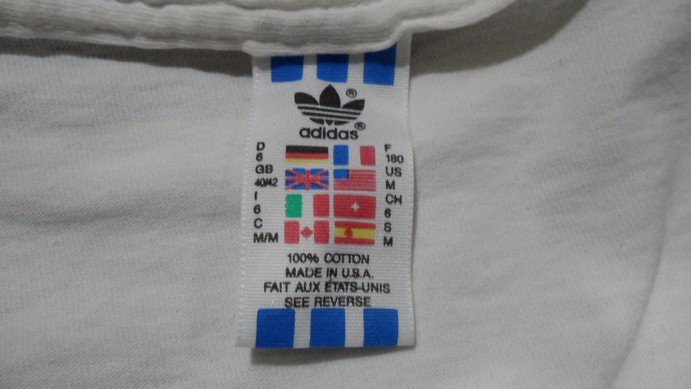 ®
adidas®
D F
6 180
GB US
40/42 M
I CH
6 6
C S
M/M M
100% COTTON
MADE IN U.S.A.
FAIT AUX ÉTATS-UNIS
SEE REVERSE